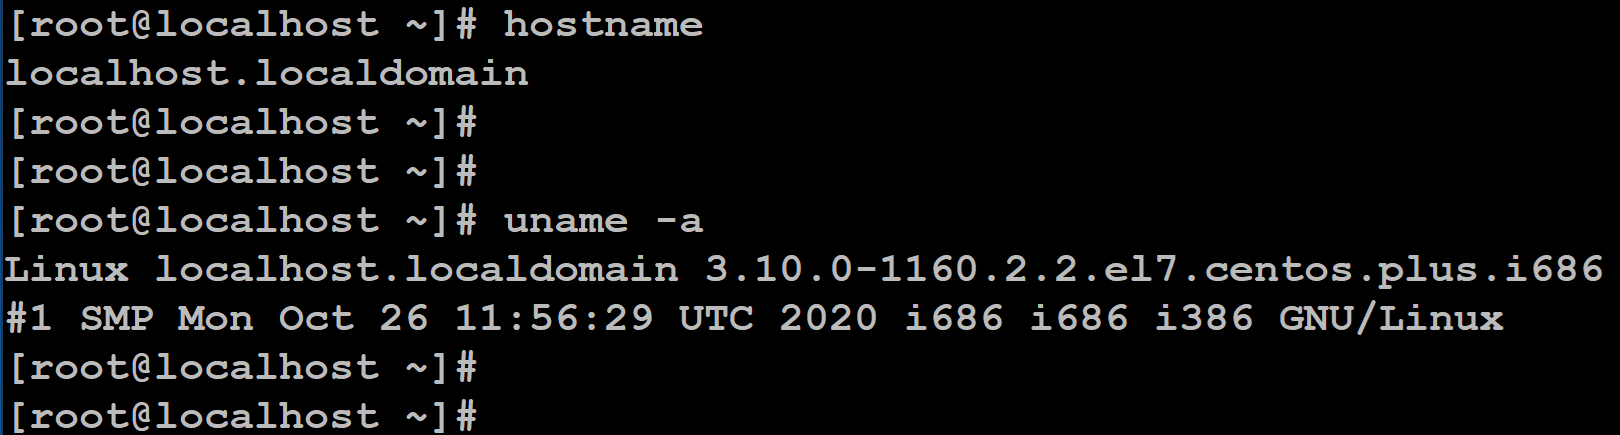 [root@localhost ~]# hostname
localhost.localdomain
[root@localhost ~]#
[root@localhost ~]#
[root@localhost ~]# uname -a
Linux localhost.localdomain 3.10.0-1160.2.2.el7.centos.plus.i686
#1 SMP Mon Oct 26 11:56:29 UTC 2020 i686 i686 i386 GNU/Linux
[root@localhost ~]#
[root@localhost ~]#